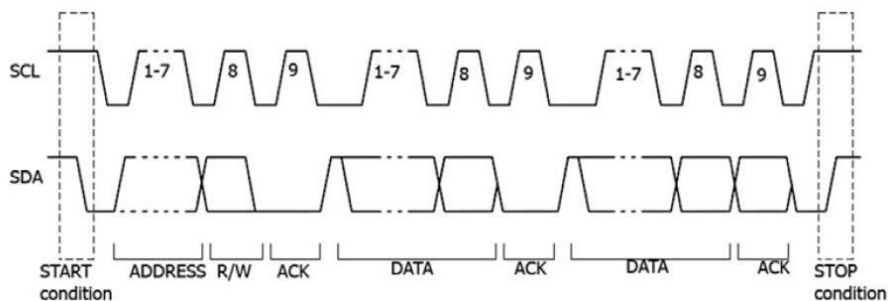 SCL 1-7 8 9 1-7 8 9 1-7 8 9
SDA
START condition ADDRESS R/W ACK DATA ACK DATA ACK STOP condition